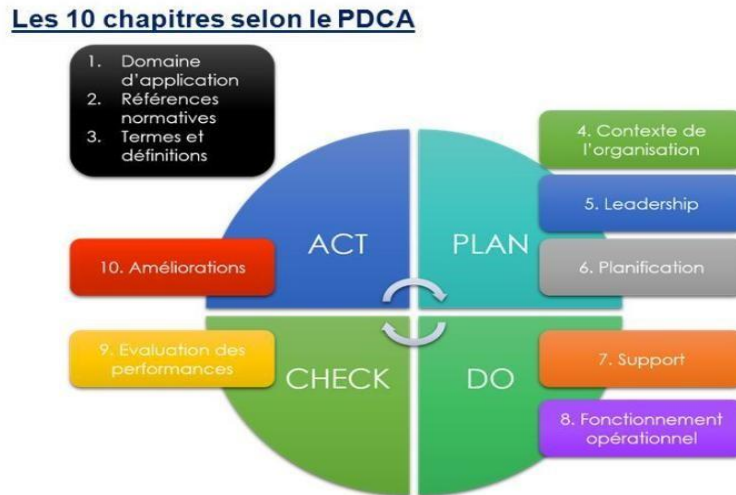 Les 10 chapitres selon le PDCA
1. Domaine
d'application
2. Références
normatives
3. Termes et
définitions
4. Contexte de
l'organisation
5. Leadership
ACT
PLAN
10. Améliorations
6. Planification
9. Evaluation des
performances
CHECK
DO
7. Support
8. Fonctionnement
opérationnel